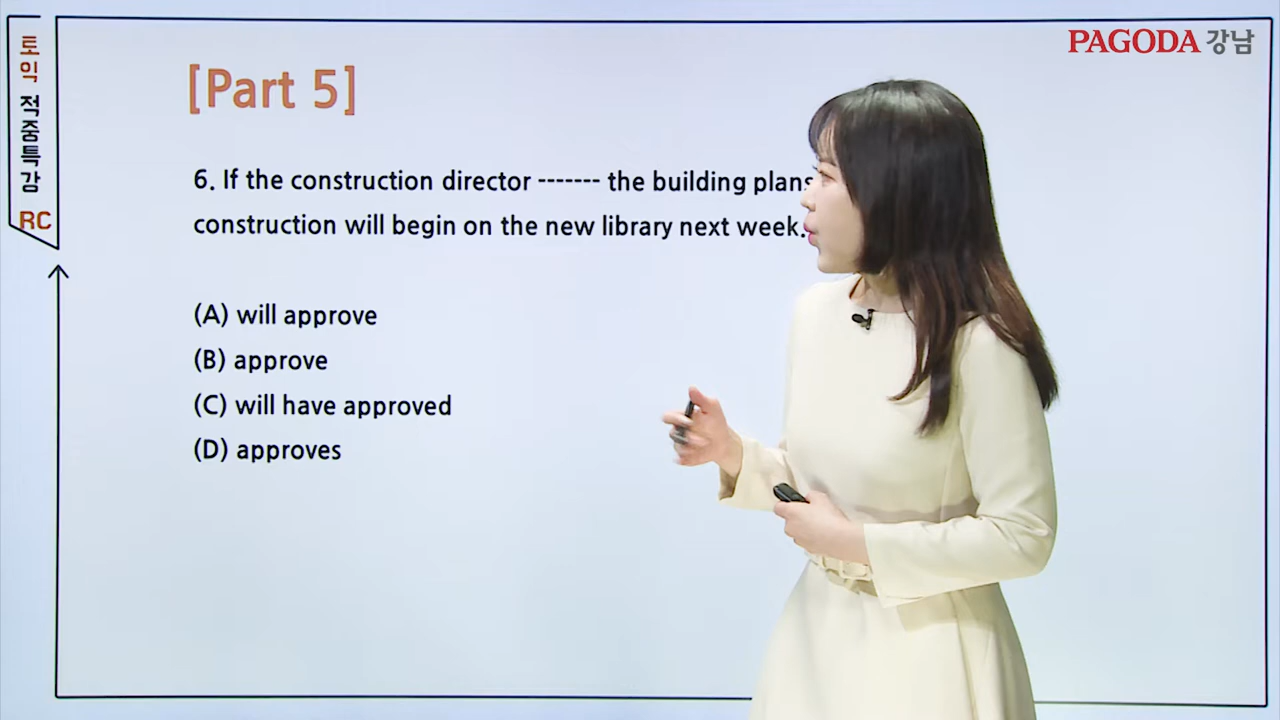 PAGODA 강남
토익 적중특강
RC
[Part 5]
6. If the construction director ------- the building plans
construction will begin on the new library next week.
(A) will approve
(B) approve
(C) will have approved
(D) approves